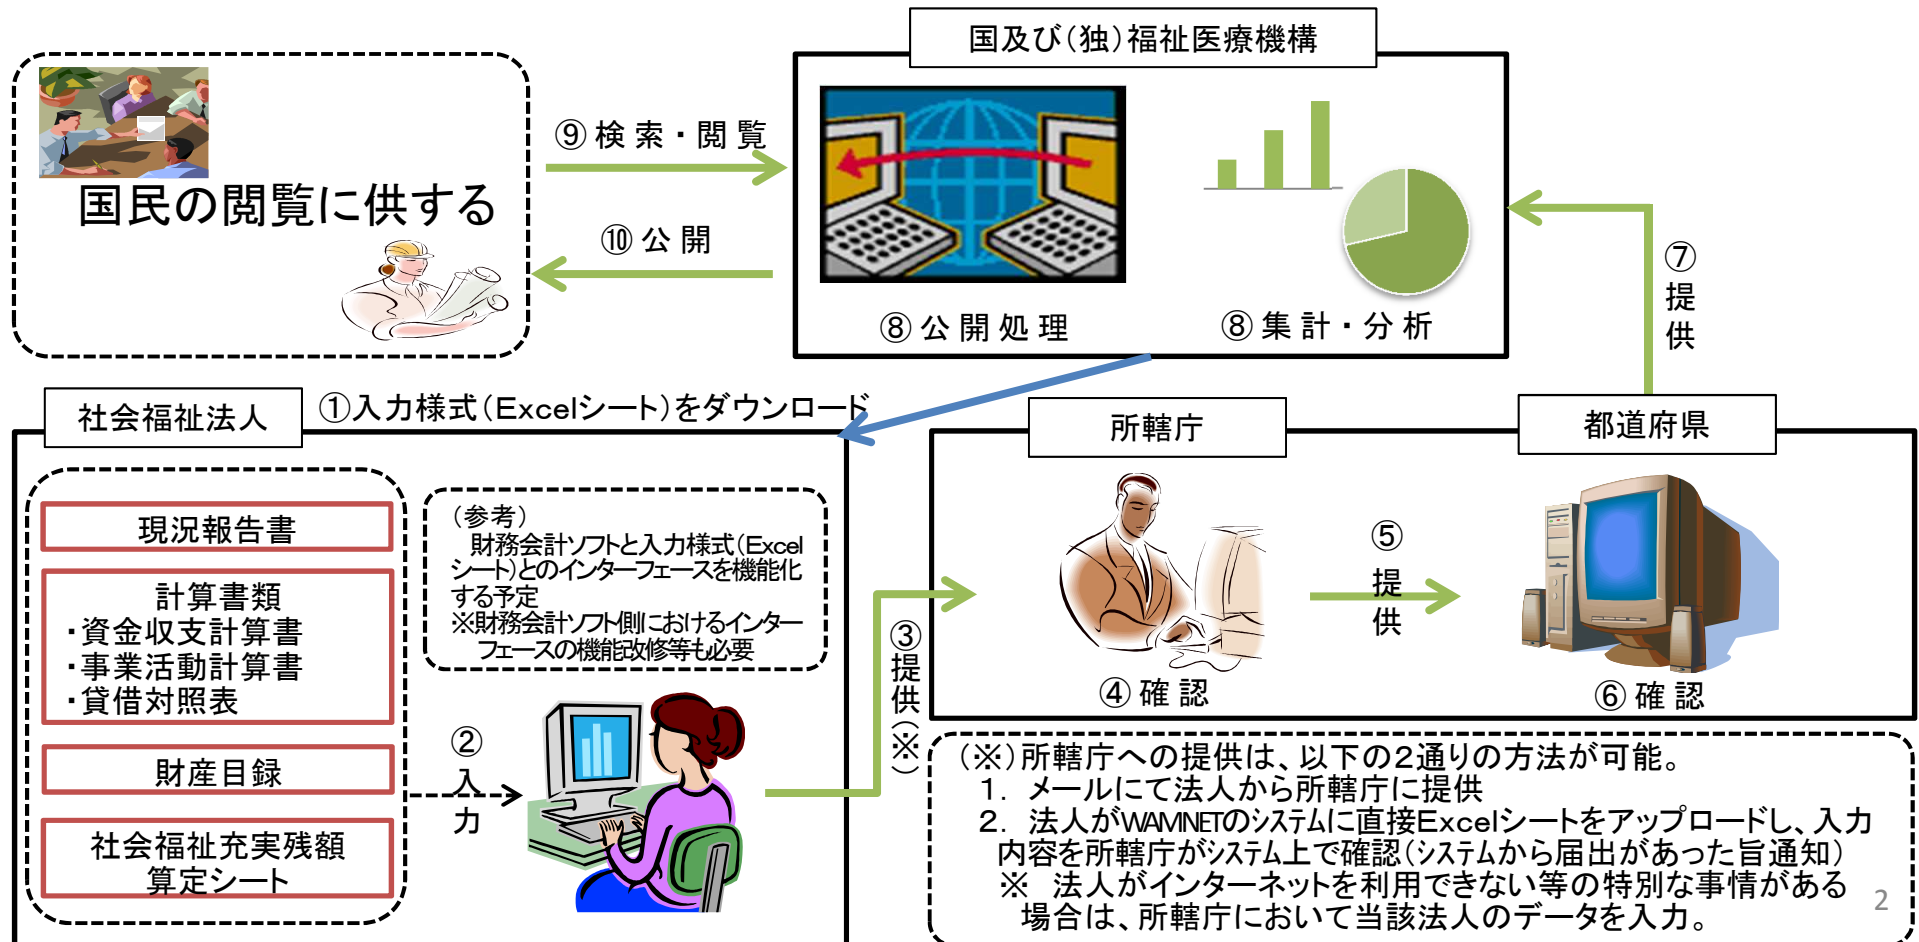 国及び(独)福祉医療機構
国民の閲覧に供する
⑨検索・閲覧
⑩公開
⑧公開処理
⑧集計・分析
⑦提供
社会福祉法人
①入力様式(Excelシート)をダウンロード
現況報告書
計算書類
・資金収支計算書
・事業活動計算書
・貸借対照表
財産目録
社会福祉充実残額
算定シート
(参考)
財務会計ソフトと入力様式(Excel
シート)とのインターフェースを機能化
する予定
※財務会計ソフト側におけるインター
フェースの機能改修等も必要
②入力
③提供(※)
所轄庁
④確認
⑤提供
都道府県
⑥確認
(※)所轄庁への提供は、以下の2通りの方法が可能。
1. メールにて法人から所轄庁に提供
2. 法人がWAMNETのシステムに直接Excelシートをアップロードし、入力
内容を所轄庁がシステム上で確認(システムから届出があった旨通知)
※ 法人がインターネットを利用できない等の特別な事情がある
場合は、所轄庁において当該法人のデータを入力。
2